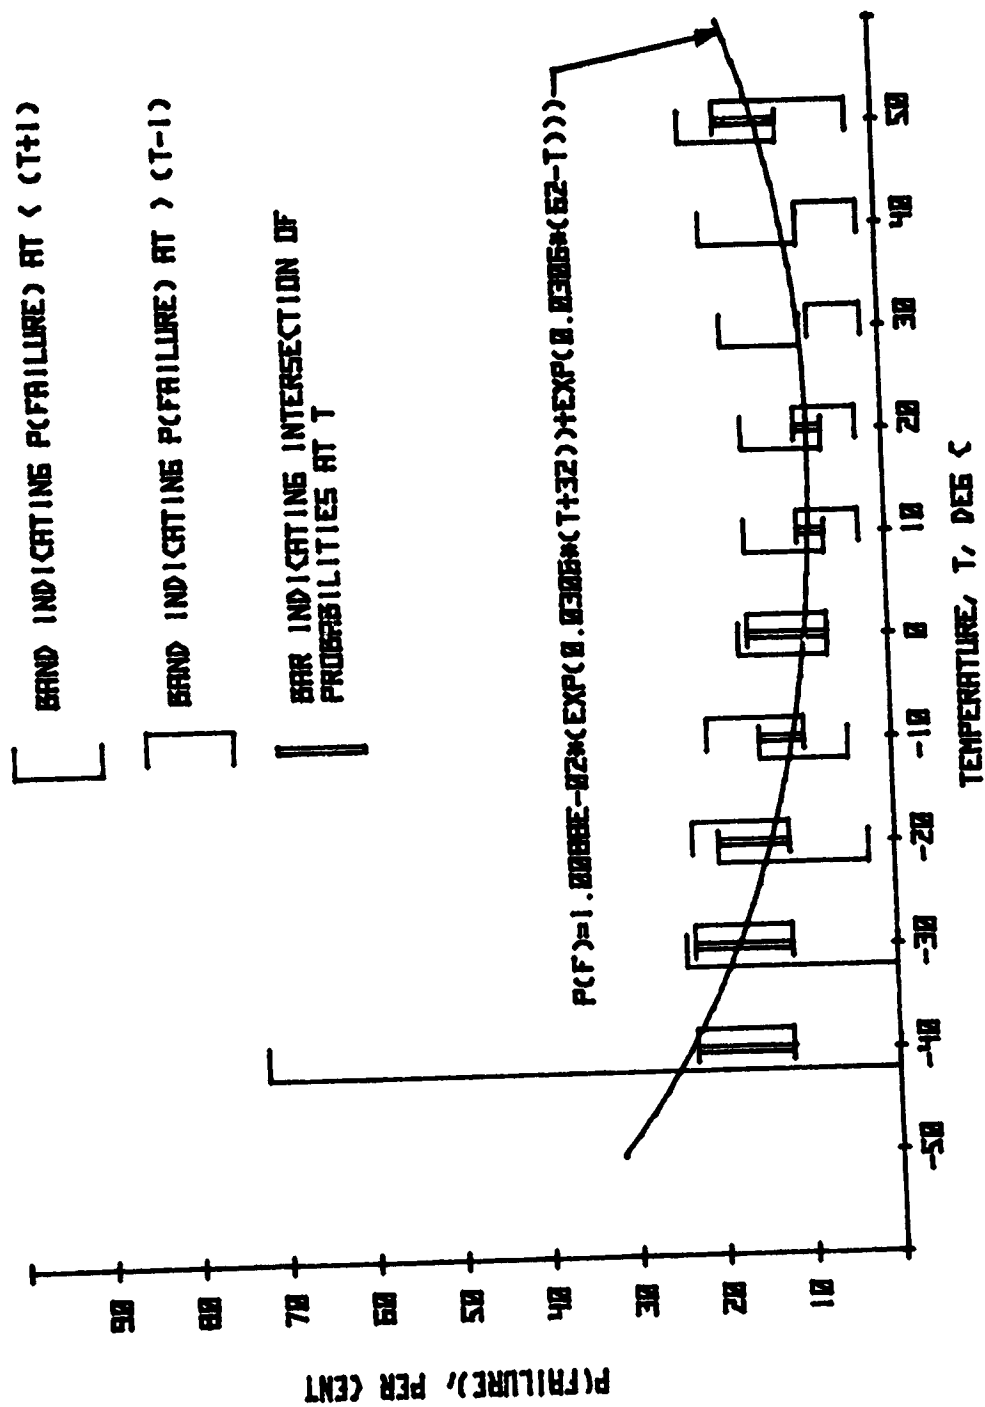 BAND INDICATING P(FAILURE) AT < (T+1)
BAND INDICATING P(FAILURE) AT > (T-1)
BAR INDICATING INTERSECTION OF
PROBABILITIES AT T
P(F)=1.0088E-02*(EXP(0.0306*(T+32))+EXP(0.0306*(62-T)))
P(FAILURE), PER CENT
90
80
70
60
50
40
30
20
10
-50
-40
-30
-20
-10
0
10
20
30
40
50
TEMPERATURE, T, DEG C